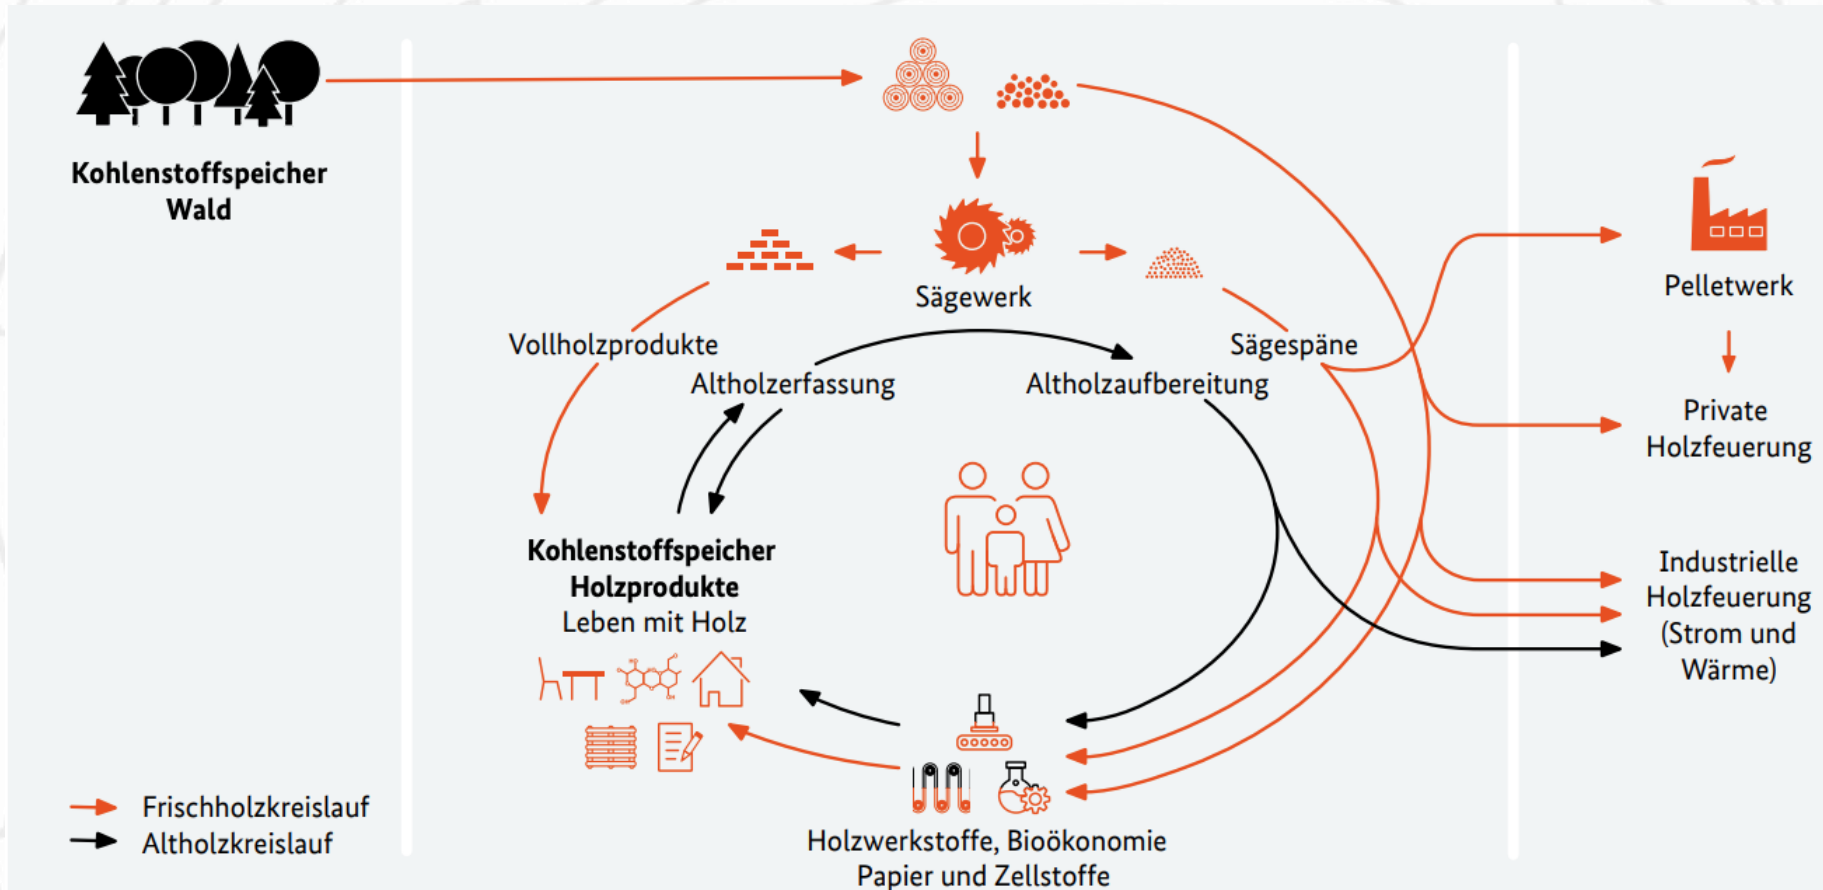 Kohlenstoffspeicher
Wald
Sägewerk
Vollholzprodukte
Sägespäne
Altholzerfassung
Altholzaufbereitung
Pelletwerk
Private
Holzfeuerung
Kohlenstoffspeicher
Holzprodukte
Leben mit Holz
Industrielle
Holzfeuerung
(Strom und
Wärme)
Frischholzkreislauf
Altholzkreislauf
Holzwerkstoffe, Bioökonomie
Papier und Zellstoffe